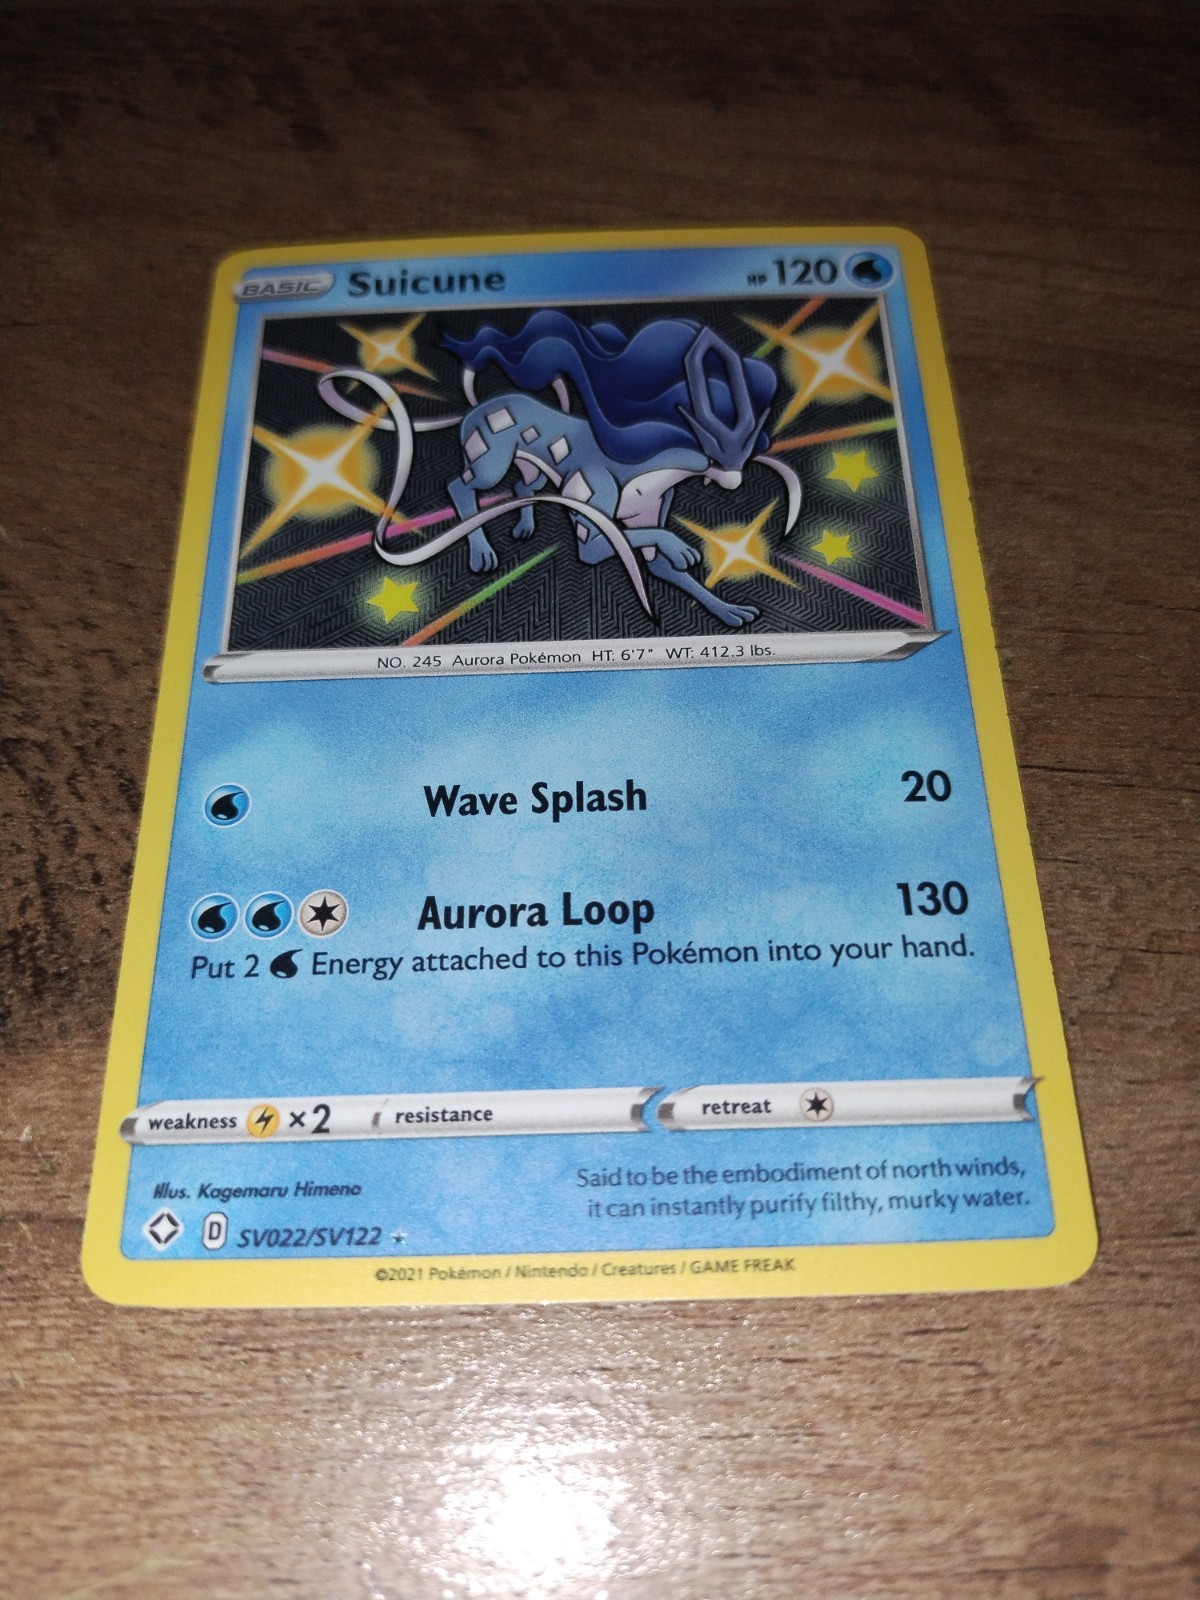 BASIC Suicune HP 120
NO. 245 Aurora Pokémon HT: 6'7" WT: 412.3 lbs.
Wave Splash 20
Aurora Loop 130
Put 2 Energy attached to this Pokémon into your hand.
weakness ×2 resistance retreat
Illus. Kagemaru Himeno
Said to be the embodiment of north winds,
it can instantly purify filthy, murky water.
D SV022/SV122
©2021 Pokémon / Nintendo / Creatures / GAME FREAK